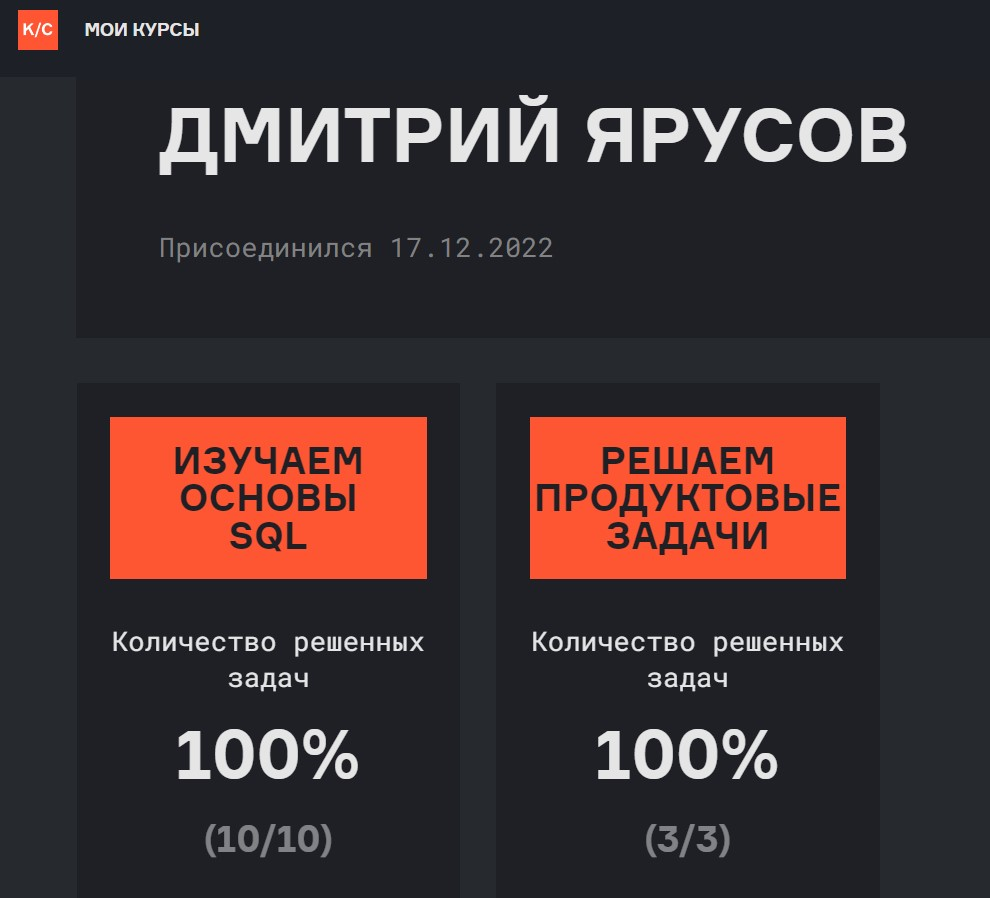 К/С
МОИ КУРСЫ
ДМИТРИЙ ЯРУСОВ
Присоединился 17.12.2022
ИЗУЧАЕМ
ОСНОВЫ
SQL
Количество решенных
задач
100%
(10/10)
РЕШАЕМ
ПРОДУКТОВЫЕ
ЗАДАЧИ
Количество решенных
задач
100%
(3/3)